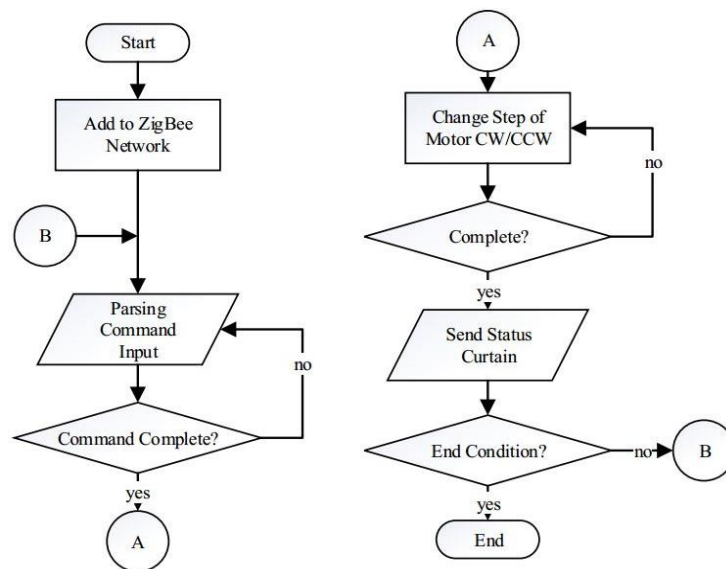 Start
Add to ZigBee
Network
B
Parsing
Command
Input
no
Command Complete?
yes
A
A
Change Step of
Motor CW/CCW
no
Complete?
yes
Send Status
Curtain
End Condition?
no
B
yes
End